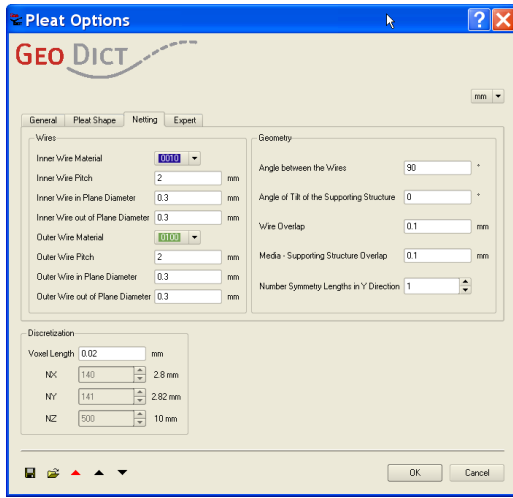 Pleat Options
GEO DICT
mm
General Pleat Shape Netting Expert
Wires
Inner Wire Material 0010
Inner Wire Pitch 2 mm
Inner Wire in Plane Diameter 0.3 mm
Inner Wire out of Plane Diameter 0.3 mm
Outer Wire Material 0100
Outer Wire Pitch 2 mm
Outer Wire in Plane Diameter 0.3 mm
Outer Wire out of Plane Diameter 0.3 mm
Geometry
Angle between the Wires 90 °
Angle of Tilt of the Supporting Structure 0 °
Wire Overlap 0.1 mm
Media - Supporting Structure Overlap 0.1 mm
Number Symmetry Lengths in Y Direction 1
Discretization
Voxel Length 0.02 mm
NX 140 2.8 mm
NY 141 2.82 mm
NZ 500 10 mm
OK Cancel